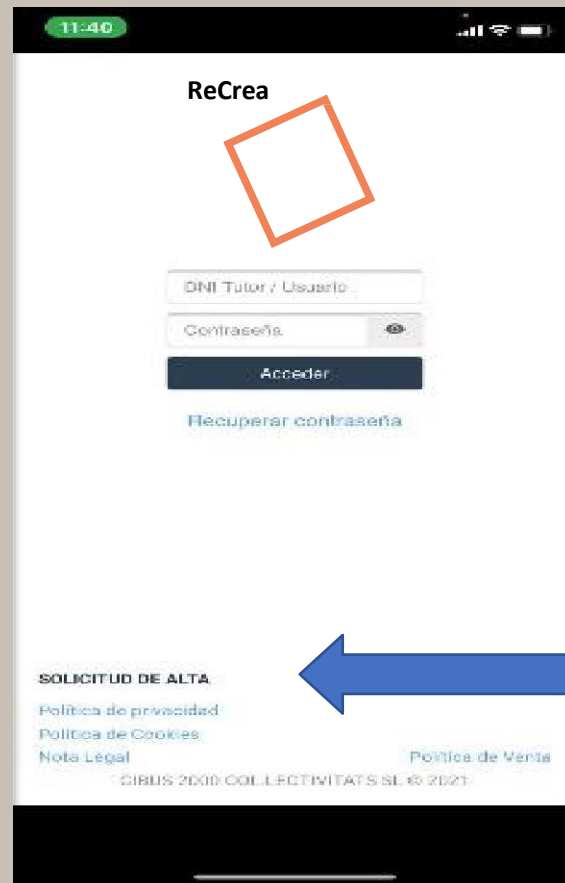 11:40
ReCrea
DNI Tutor / Usuario
Contraseña
Acceder
Recuperar contraseña
SOLICITUD DE ALTA
Política de privacidad
Política de Cookies
Nota Legal Política de Venta
CIBUS 2000 COL.LECTIVITATS SL © 2021